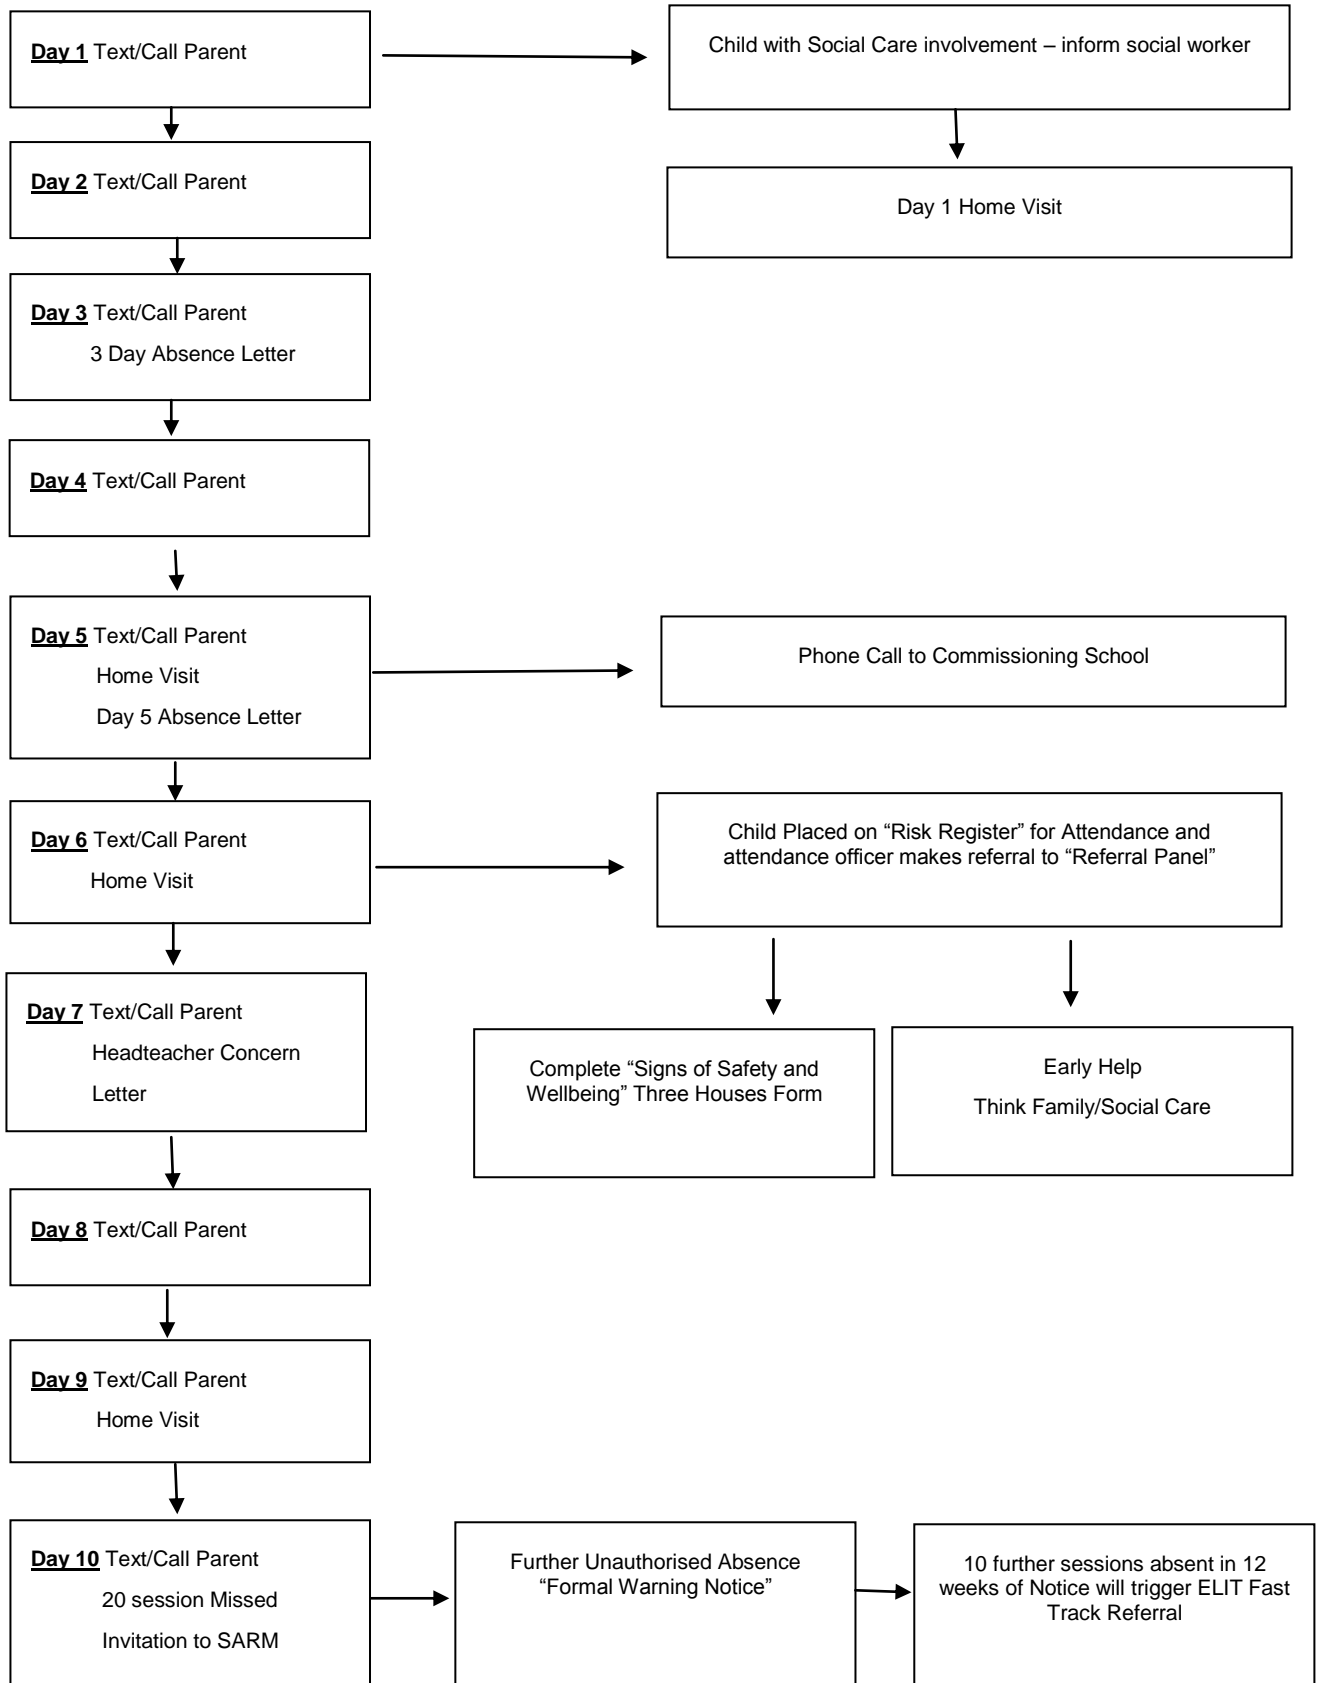 Day 1 Text/Call Parent
Child with Social Care involvement – inform social worker
Day 2 Text/Call Parent
Day 1 Home Visit
Day 3 Text/Call Parent
3 Day Absence Letter
Day 4 Text/Call Parent
Day 5 Text/Call Parent
Home Visit
Day 5 Absence Letter
Phone Call to Commissioning School
Day 6 Text/Call Parent
Home Visit
Child Placed on “Risk Register” for Attendance and
attendance officer makes referral to “Referral Panel”
Day 7 Text/Call Parent
Headteacher Concern
Letter
Complete “Signs of Safety and
Wellbeing” Three Houses Form
Early Help
Think Family/Social Care
Day 8 Text/Call Parent
Day 9 Text/Call Parent
Home Visit
Day 10 Text/Call Parent
20 session Missed
Invitation to SARM
Further Unauthorised Absence
“Formal Warning Notice”
10 further sessions absent in 12
weeks of Notice will trigger ELIT Fast
Track Referral